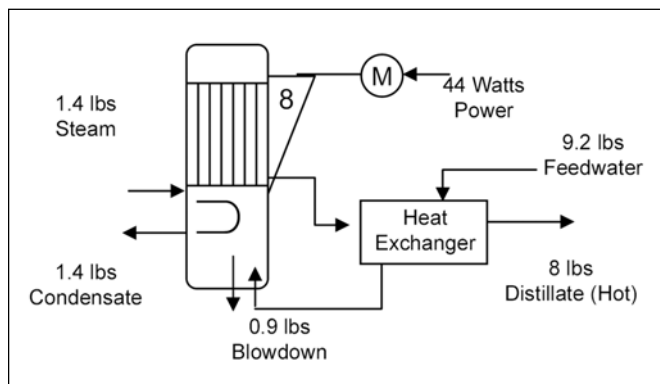 1.4 lbs
Steam
8
M
44 Watts
Power
9.2 lbs
Feedwater
Heat
Exchanger
1.4 lbs
Condensate
8 lbs
Distillate (Hot)
0.9 lbs
Blowdown